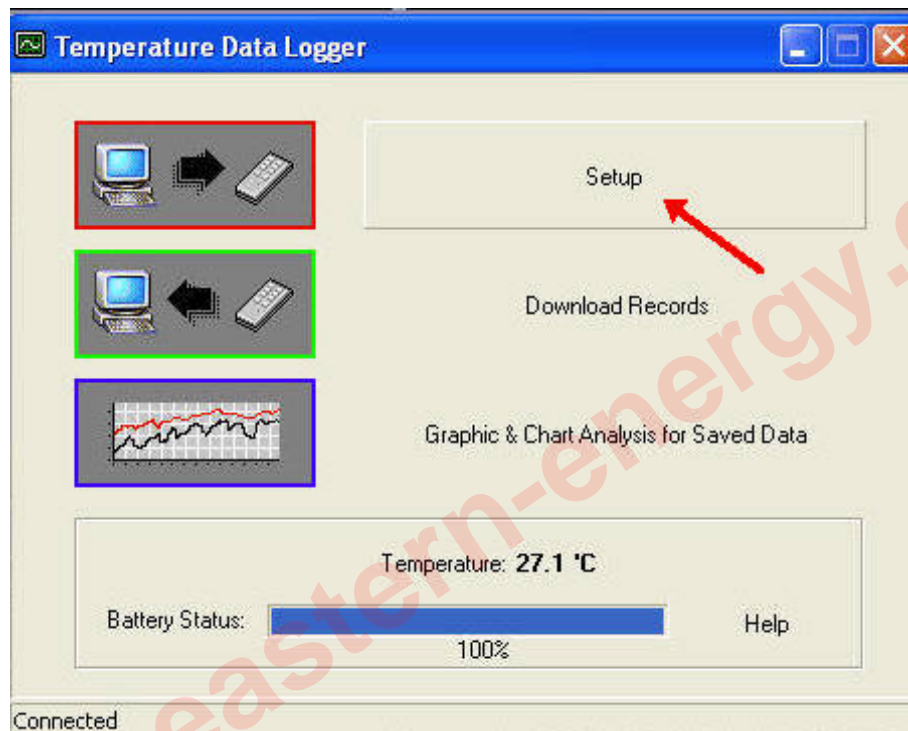 Temperature Data Logger
Setup
Download Records
Graphic & Chart Analysis for Saved Data
Temperature: 27.1 'C
Battery Status:
Help
100%
Connected
eastern-energy.